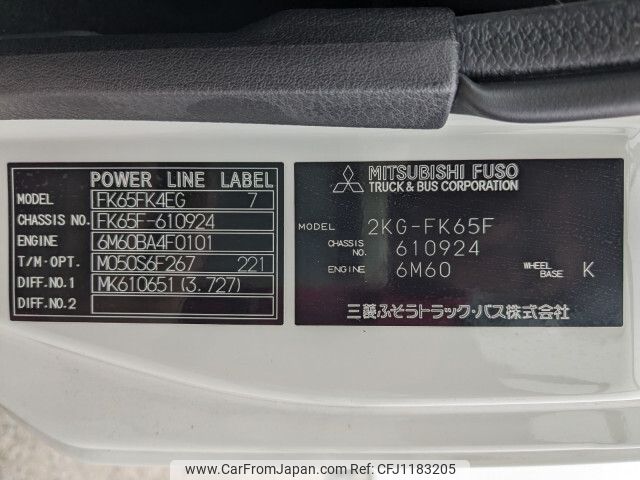 POWER LINE LABEL
MODEL FK65FK4EG 7
CHASSIS NO. FK65F-610924
ENGINE 6M60BA4F0101
T/M・OPT. M050S6F267 221
DIFF.NO.1 MK610651(3.727)
DIFF.NO.2
MITSUBISHI FUSO
TRUCK & BUS CORPORATION
MODEL 2KG-FK65F
CHASSIS NO. 610924
ENGINE 6M60 WHEEL BASE K
三菱ふそうトラック・バス株式会社
www.CarFromJapan.com - CFJ1183205